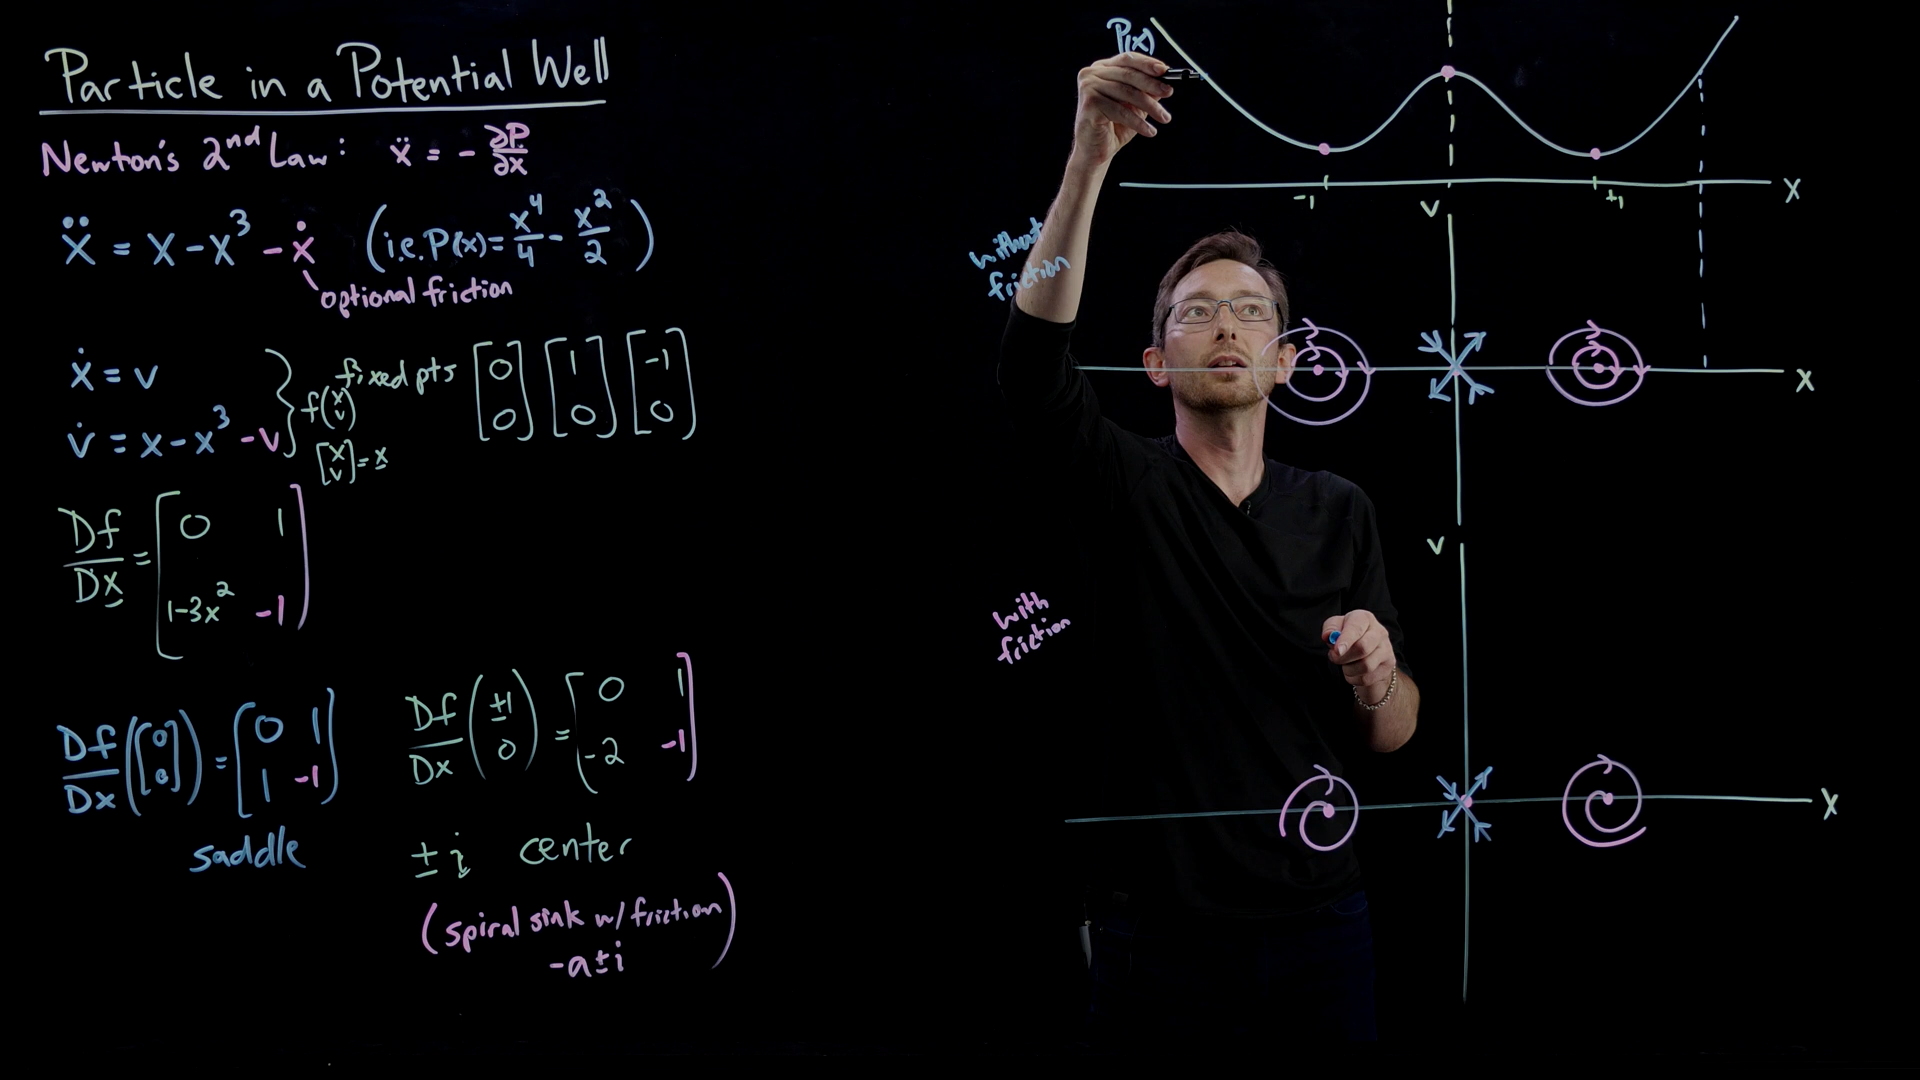 Particle in a Potential Well
Newton's 2nd Law: ẍ = - ∂P/∂x
ẍ = x - x³ - ẋ (i.e. P(x) = x⁴/4 - x²/2)
optional friction
ẋ = v
v̇ = x - x³ - v
f(x v)
[x v] = x
fixed pts [0 0] [1 0] [-1 0]
Df/Dx = [0 1 1-3x² -1]
Df/Dx([0 0]) = [0 1 1 -1]
saddle
Df/Dx(±1 0) = [0 1 -2 -1]
± i center
(spiral sink w/ friction)
-a±i
P(x)
-1 +1 x
without
friction
v
x
with
friction
v
x